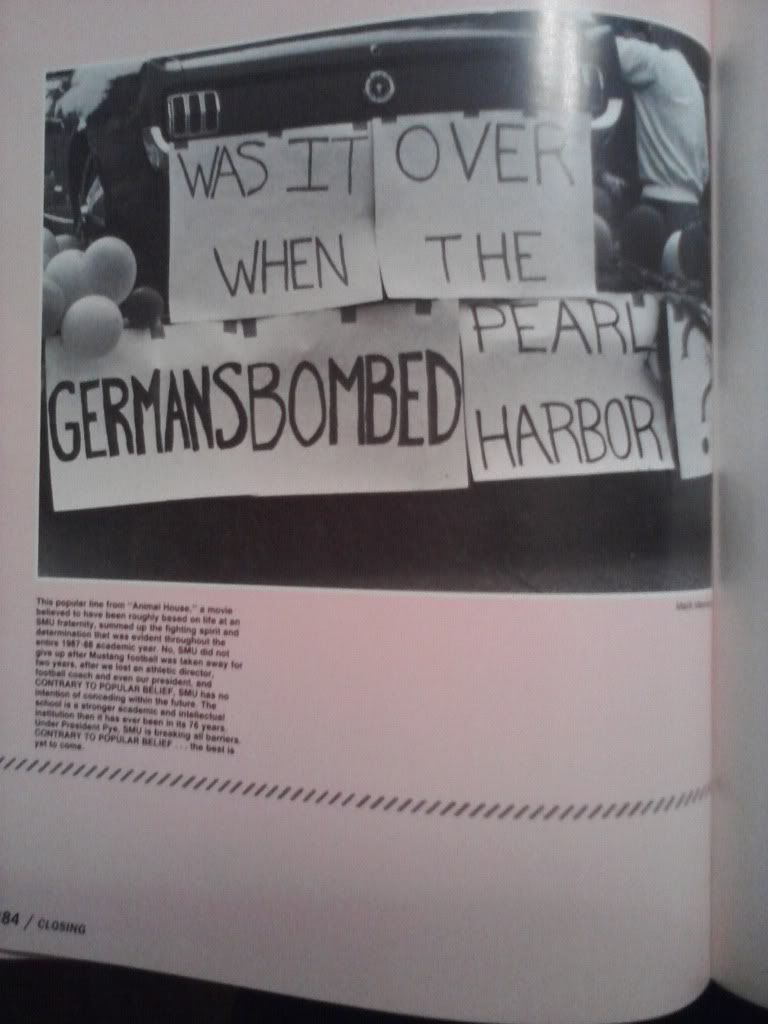 WAS IT OVER
WHEN THE
GERMANS BOMBED PEARL
HARBOR ?
This popular line from "Animal House," a movie
believed to have been roughly based on life at an
SMU fraternity, summed up the fighting spirit and
determination that was evident throughout the
entire 1987-88 academic year. No, SMU did not
give up after Mustang football was taken away for
two years, after we lost an athletic director,
football coach and even our president, and
CONTRARY TO POPULAR BELIEF, SMU has no
intention of conceding within the future. The
school is a stronger academic and intellectual
institution then it has ever been in its 76 years.
Under President Pye, SMU is breaking all barriers.
CONTRARY TO POPULAR BELIEF . . . the best is
yet to come.
84 / CLOSING